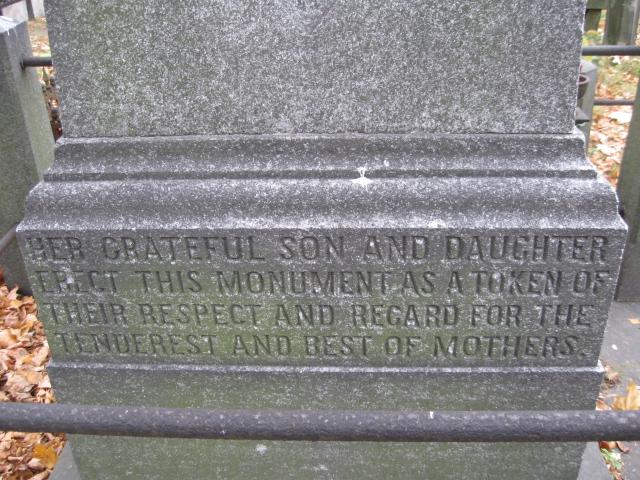 HER GRATEFUL SON AND DAUGHTER
ERECT THIS MONUMENT AS A TOKEN OF
THEIR RESPECT AND REGARD FOR THE
TENDEREST AND BEST OF MOTHERS.